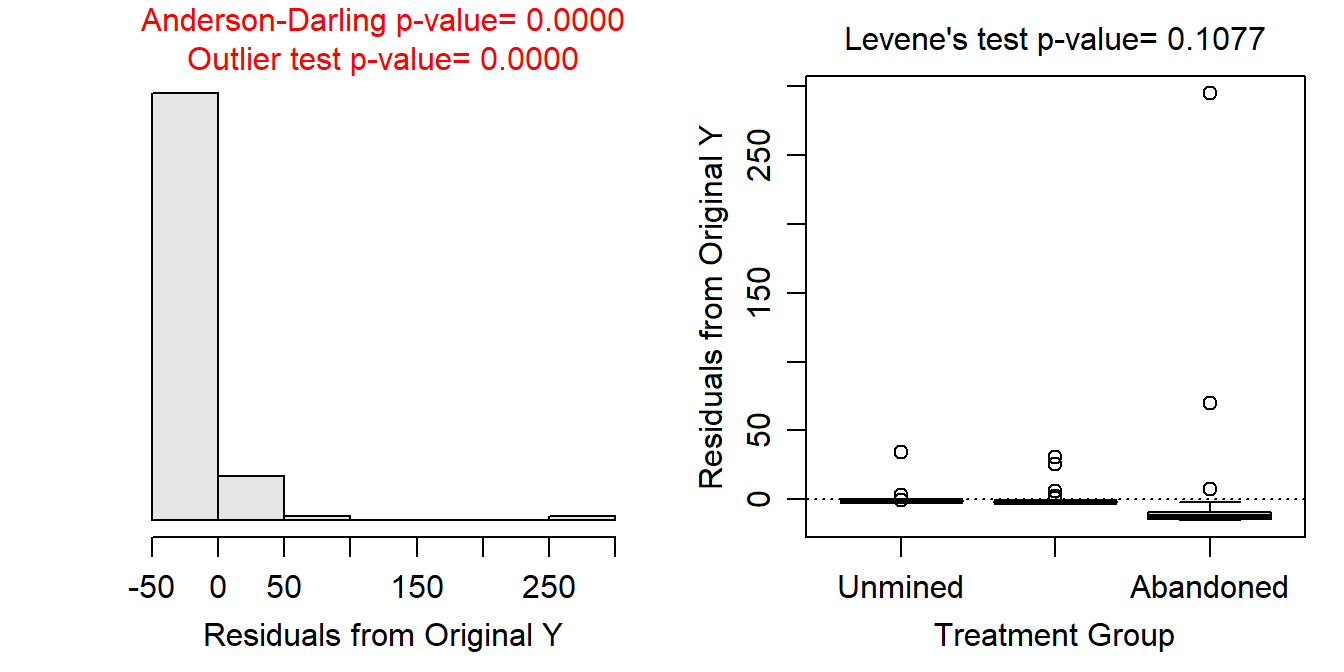 Anderson-Darling p-value= 0.0000
Outlier test p-value= 0.0000
-50 0 50 150 250
Residuals from Original Y
Levene's test p-value= 0.1077
Residuals from Original Y
250
150
50
0
Unmined Abandoned
Treatment Group